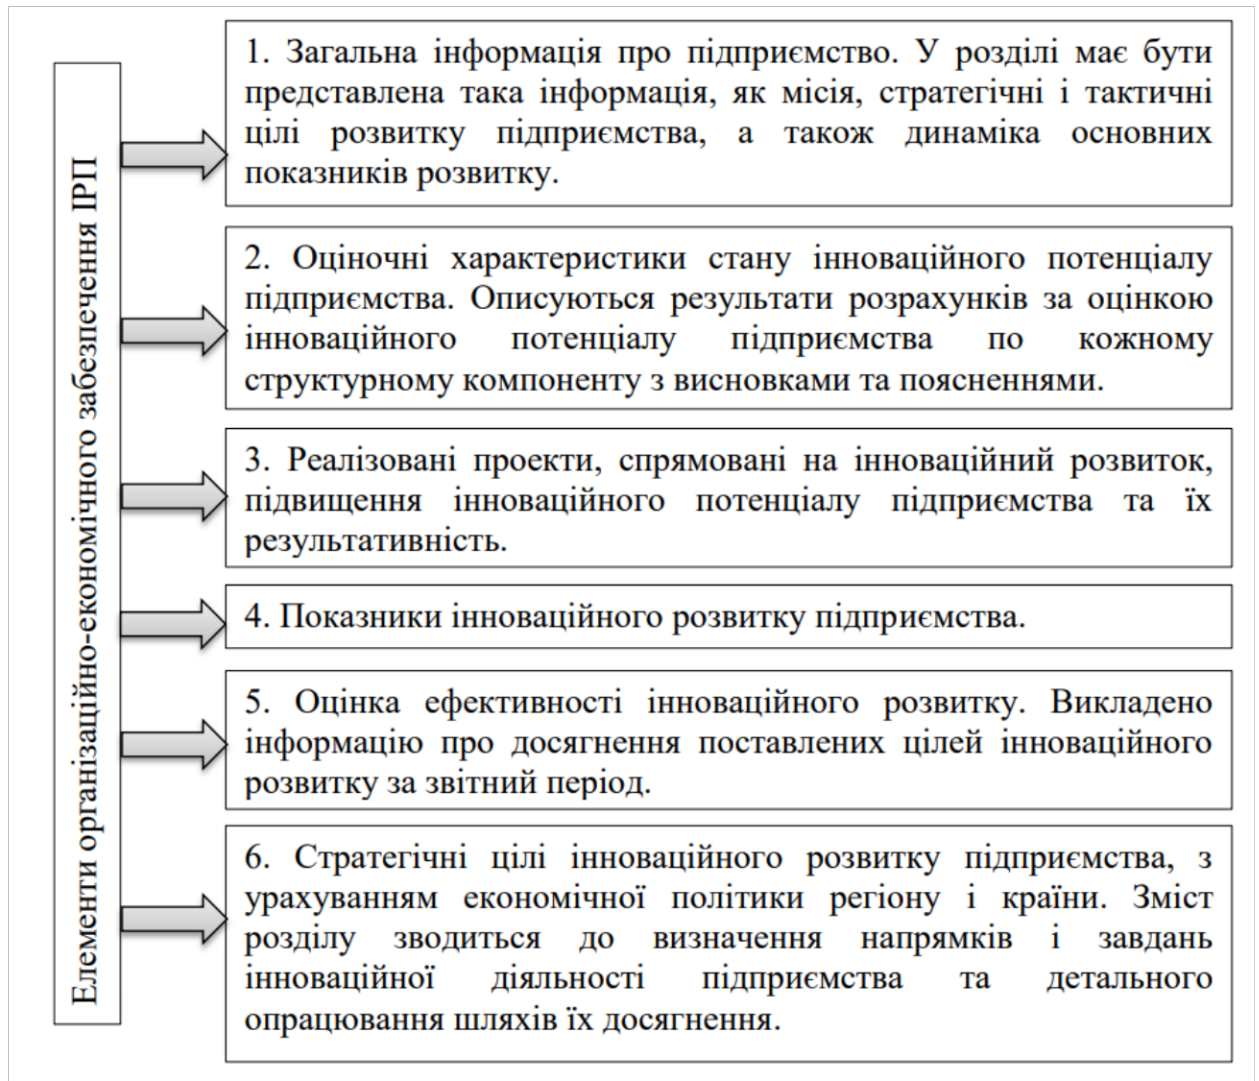 Елементи організаційно-економічного забезпечення ІРП
1. Загальна інформація про підприємство. У розділі має бути
представлена така інформація, як місія, стратегічні і тактичні
цілі розвитку підприємства, а також динаміка основних
показників розвитку.
2. Оціночні характеристики стану інноваційного потенціалу
підприємства. Описуються результати розрахунків за оцінкою
інноваційного потенціалу підприємства по кожному
структурному компоненту з висновками та поясненнями.
3. Реалізовані проекти, спрямовані на інноваційний розвиток,
підвищення інноваційного потенціалу підприємства та їх
результативність.
4. Показники інноваційного розвитку підприємства.
5. Оцінка ефективності інноваційного розвитку. Викладено
інформацію про досягнення поставлених цілей інноваційного
розвитку за звітний період.
6. Стратегічні цілі інноваційного розвитку підприємства, з
урахуванням економічної політики регіону і країни. Зміст
розділу зводиться до визначення напрямків і завдань
інноваційної діяльності підприємства та детального
опрацювання шляхів їх досягнення.